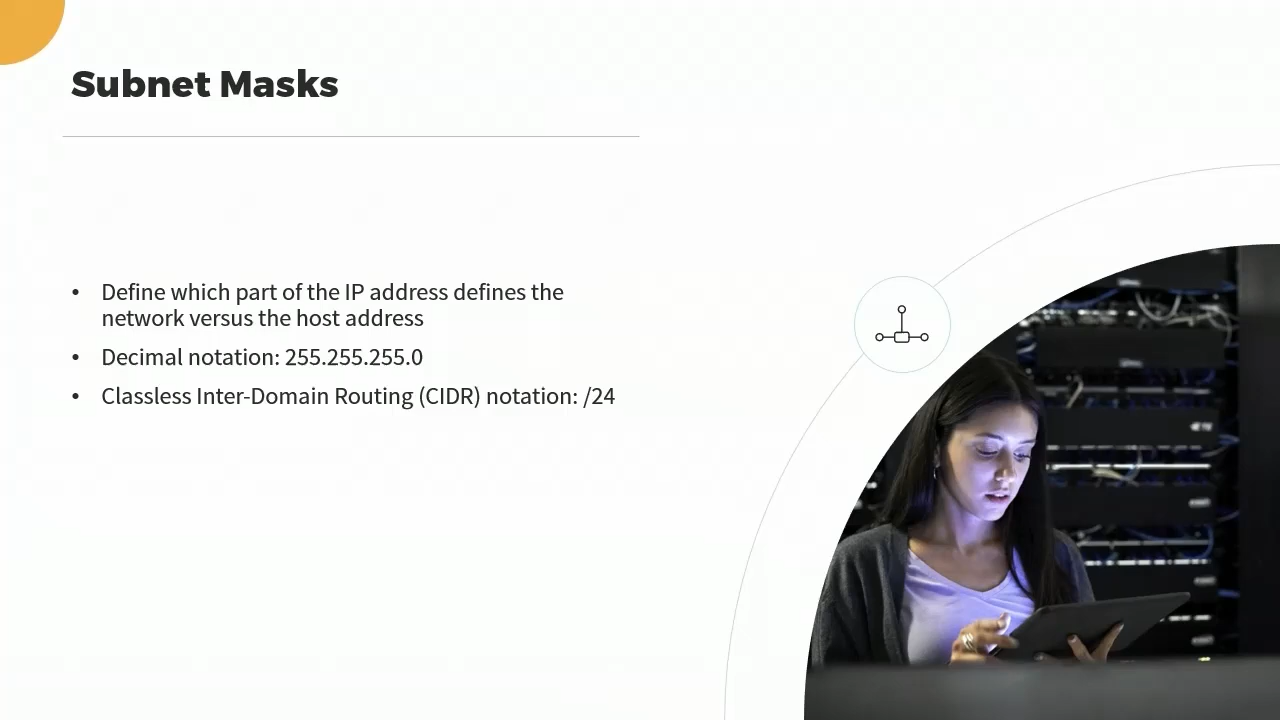 Subnet Masks
• Define which part of the IP address defines the
network versus the host address
• Decimal notation: 255.255.255.0
• Classless Inter-Domain Routing (CIDR) notation: /24